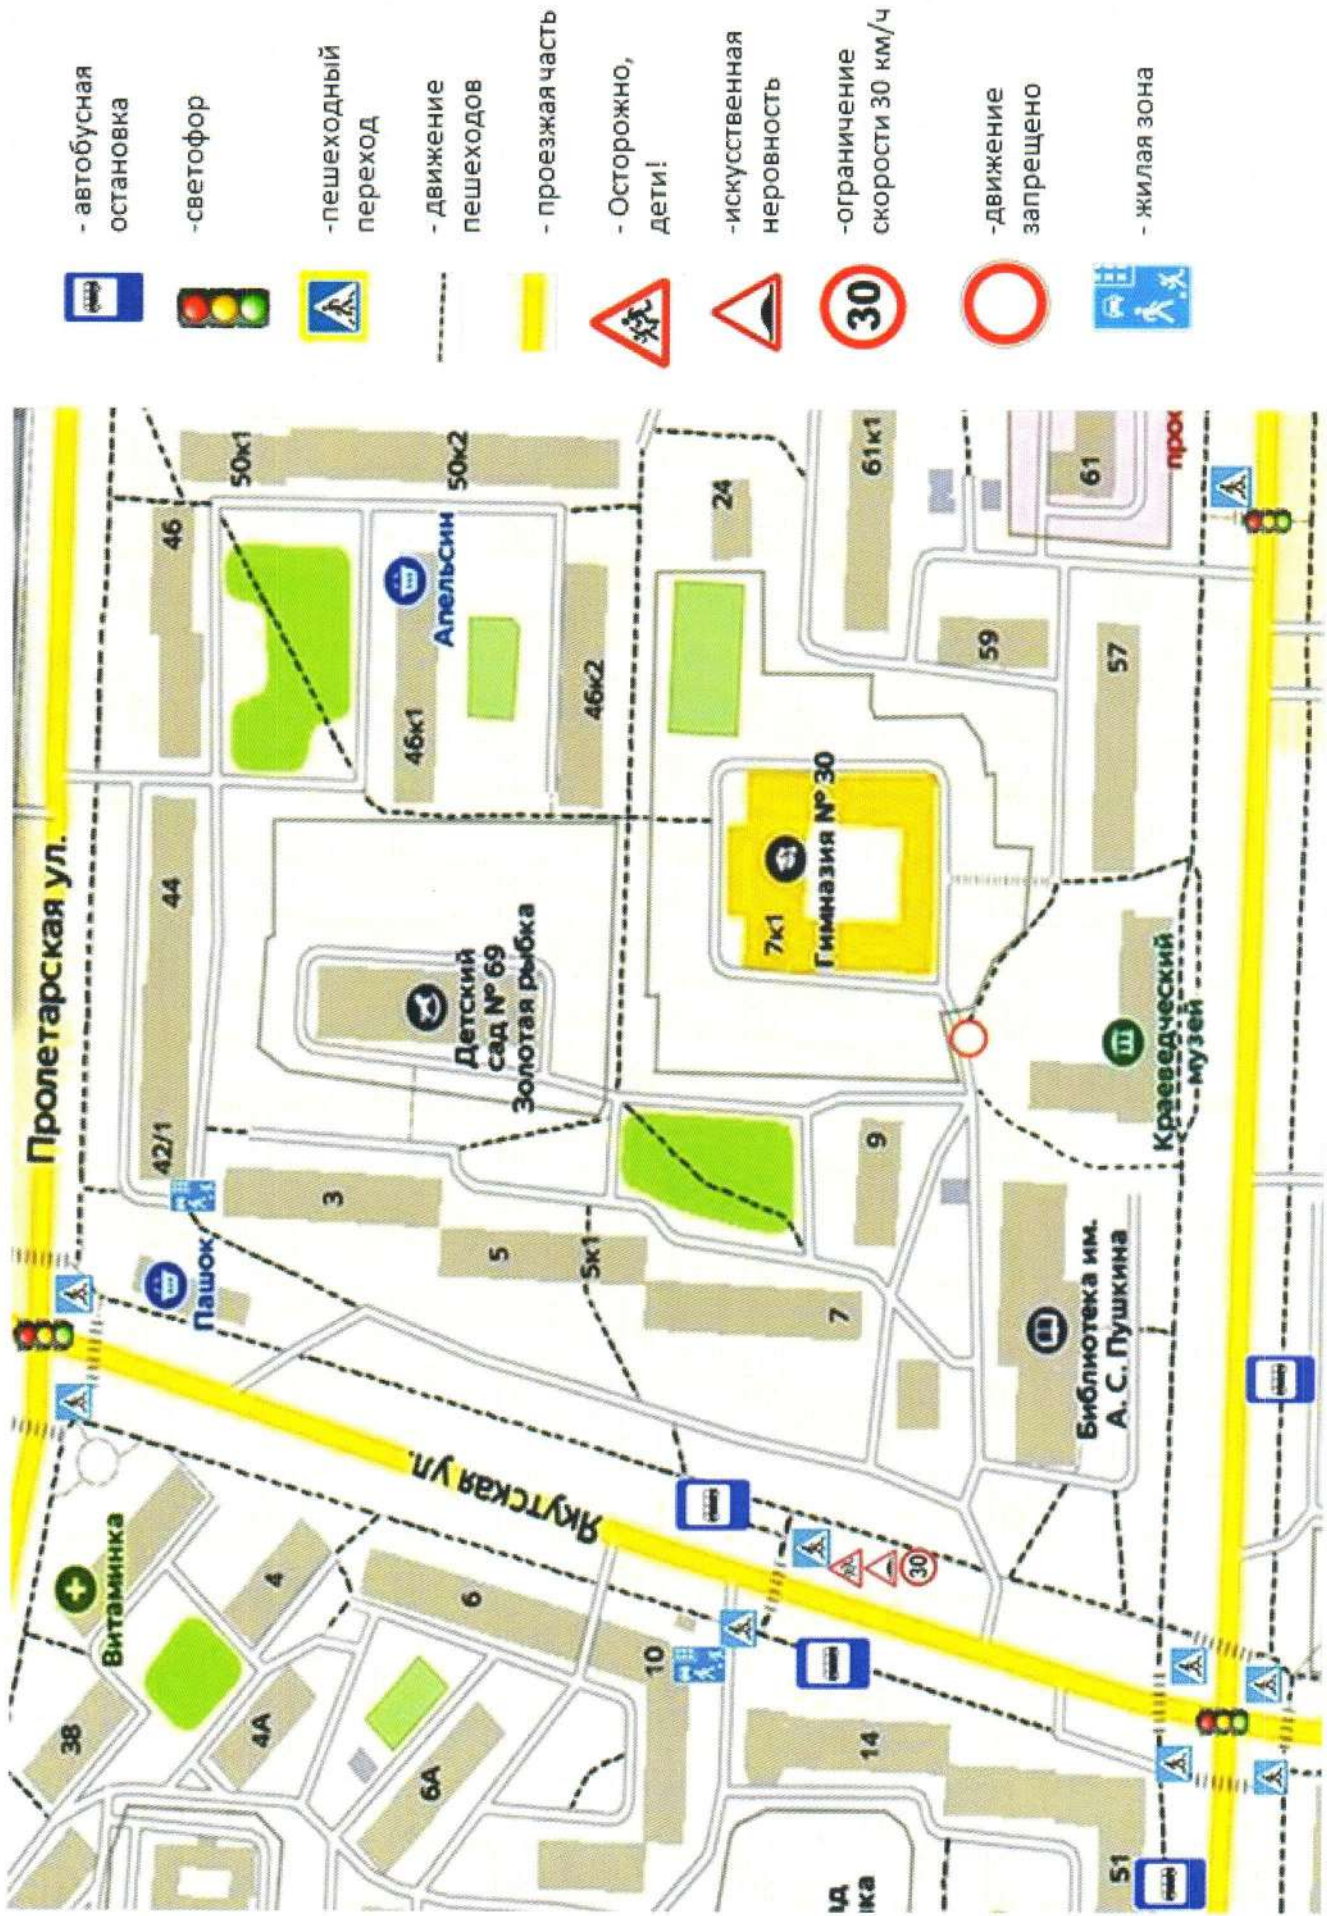 Пролетарская ул.
46
50к1
44
42/1
50к2
Апельсин
46к1
46к2
Детский
сад № 69
Золотая рыбка
3
Пашок
5
5к1
7
9
24
61к1
7к1
Гимназия № 30
59
57
61
Краеведческий
музей
Библиотека им.
А. С. Пушкина
Якутская ул.
Витаминка
38
4
4А
6
6А
10
14
51
30
- автобусная
остановка
-светофор
-пешеходный
переход
- движение
пешеходов
- проезжая часть
- Осторожно,
дети!
-искусственная
неровность
30
-ограничение
скорости 30 км/ч
-движение
запрещено
- жилая зона